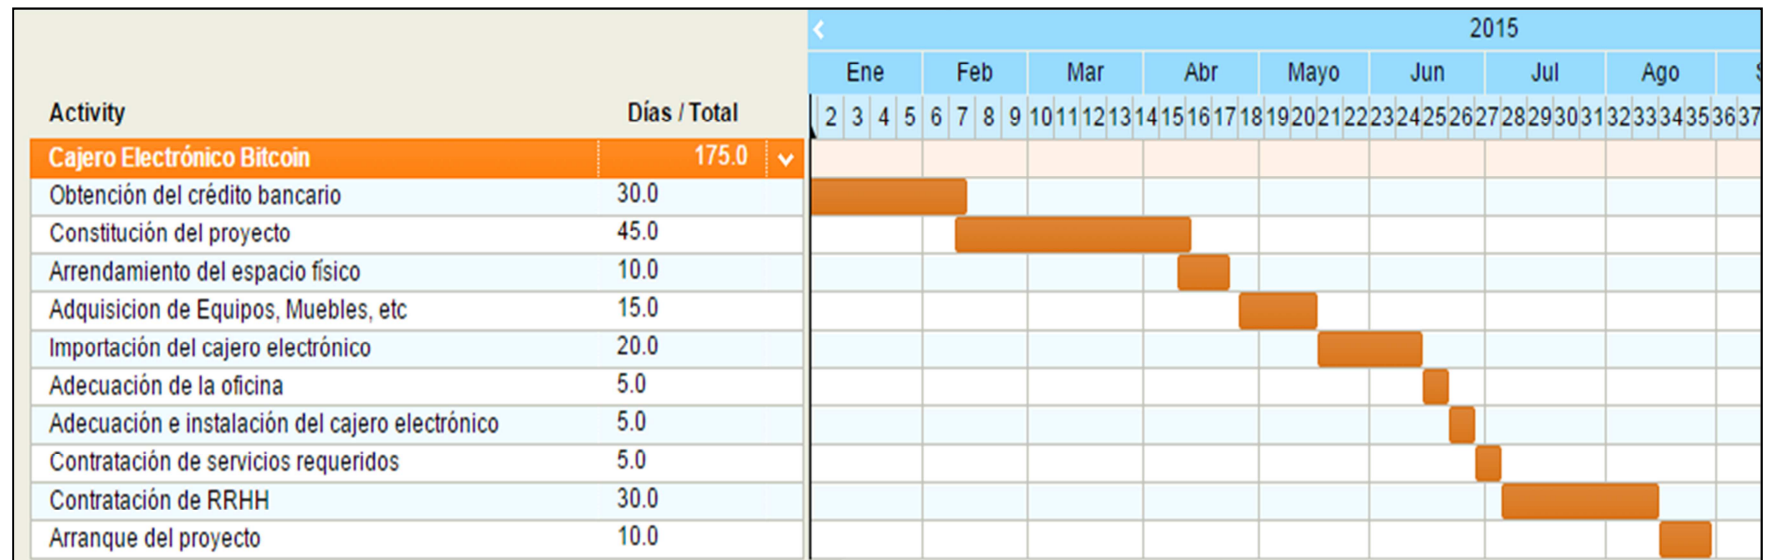 2015
Ene Feb Mar Abr Mayo Jun Jul Ago
Activity Días / Total 2 3 4 5 6 7 8 9 10 11 12 13 14 15 16 17 18 19 20 21 22 23 24 25 26 27 28 29 30 31 32 33 34 35 36 37
Cajero Electrónico Bitcoin 175.0
Obtención del crédito bancario 30.0
Constitución del proyecto 45.0
Arrendamiento del espacio físico 10.0
Adquisicion de Equipos, Muebles, etc 15.0
Importación del cajero electrónico 20.0
Adecuación de la oficina 5.0
Adecuación e instalación del cajero electrónico 5.0
Contratación de servicios requeridos 5.0
Contratación de RRHH 30.0
Arranque del proyecto 10.0